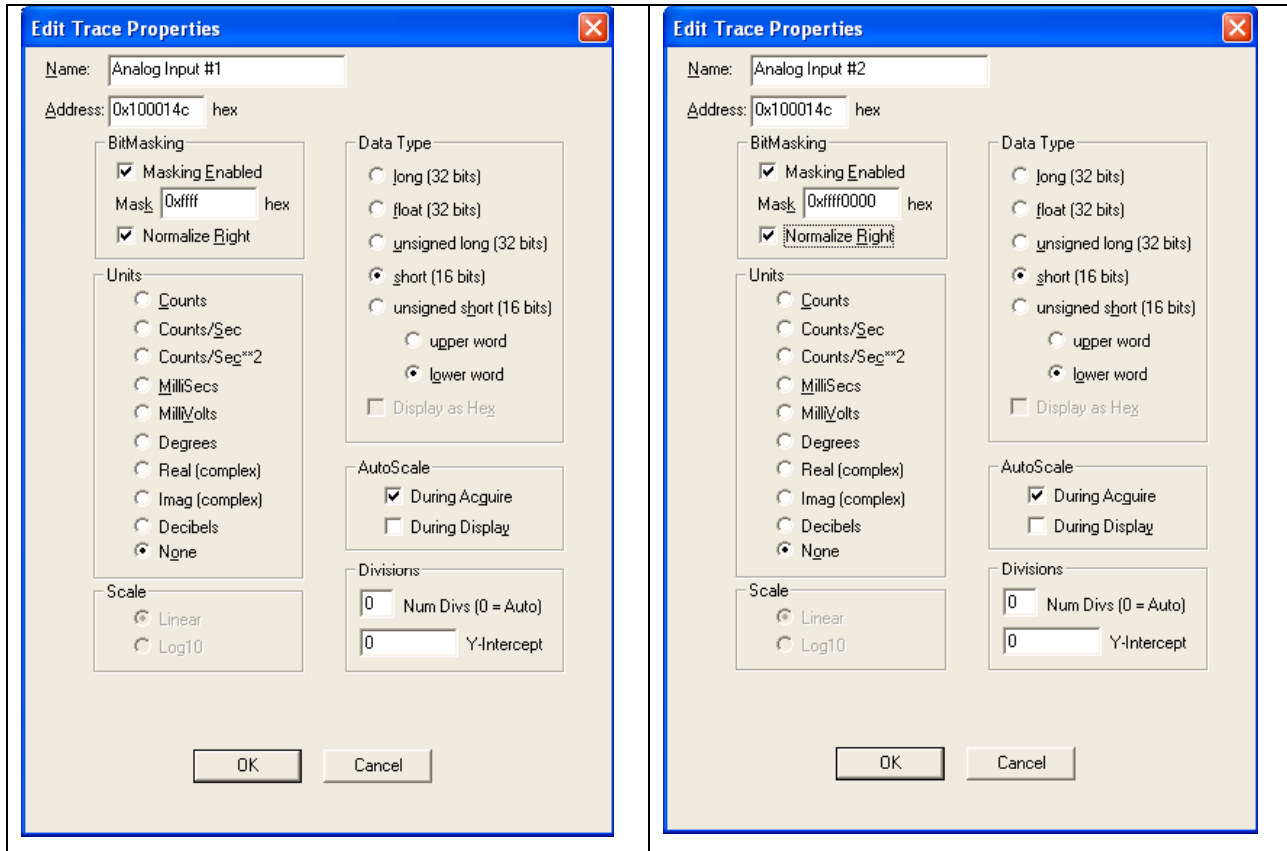 Edit Trace Properties
Name: Analog Input #1
Address: 0x100014c hex
BitMasking
Masking Enabled
Mask 0xffff hex
Normalize Right
Data Type
long (32 bits)
float (32 bits)
unsigned long (32 bits)
short (16 bits)
unsigned short (16 bits)
upper word
lower word
Display as Hex
Units
Counts
Counts/Sec
Counts/Sec**2
MilliSecs
MilliVolts
Degrees
Real (complex)
Imag (complex)
Decibels
None
AutoScale
During Acquire
During Display
Scale
Linear
Log10
Divisions
0 Num Divs (0 = Auto)
0 Y-Intercept
OK Cancel
Edit Trace Properties
Name: Analog Input #2
Address: 0x100014c hex
BitMasking
Masking Enabled
Mask 0xffff0000 hex
Normalize Right
Data Type
long (32 bits)
float (32 bits)
unsigned long (32 bits)
short (16 bits)
unsigned short (16 bits)
upper word
lower word
Display as Hex
Units
Counts
Counts/Sec
Counts/Sec**2
MilliSecs
MilliVolts
Degrees
Real (complex)
Imag (complex)
Decibels
None
AutoScale
During Acquire
During Display
Scale
Linear
Log10
Divisions
0 Num Divs (0 = Auto)
0 Y-Intercept
OK Cancel